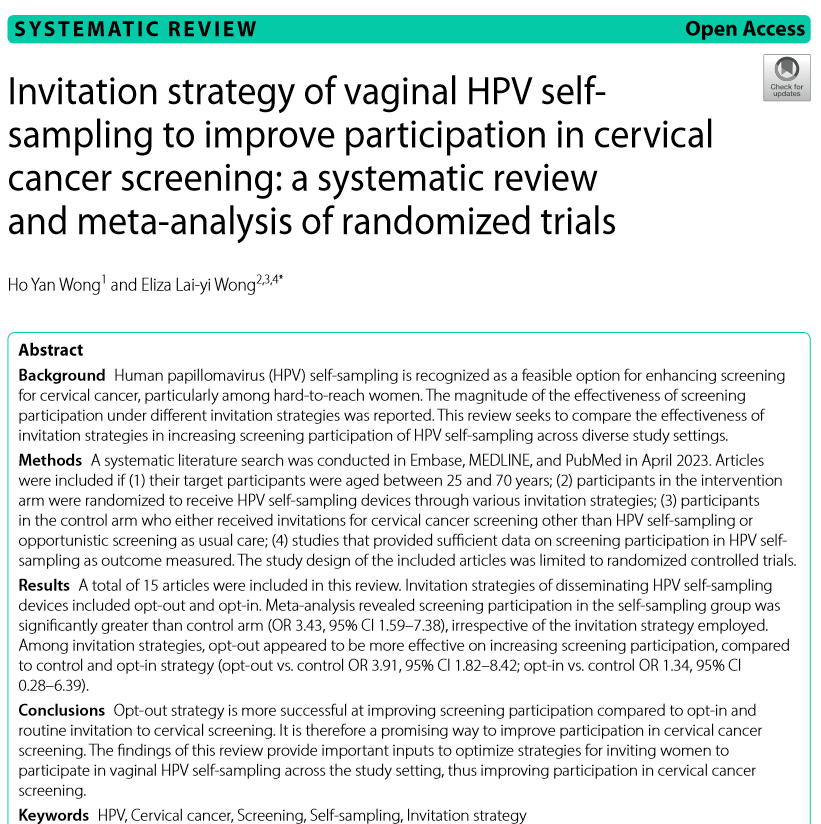 SYSTEMATIC REVIEW Open Access
Check for
updates
Invitation strategy of vaginal HPV self-
sampling to improve participation in cervical
cancer screening: a systematic review
and meta-analysis of randomized trials
Ho Yan Wong1 and Eliza Lai-yi Wong2,3,4*
Abstract
Background Human papillomavirus (HPV) self-sampling is recognized as a feasible option for enhancing screening
for cervical cancer, particularly among hard-to-reach women. The magnitude of the effectiveness of screening
participation under different invitation strategies was reported. This review seeks to compare the effectiveness of
invitation strategies in increasing screening participation of HPV self-sampling across diverse study settings.
Methods A systematic literature search was conducted in Embase, MEDLINE, and PubMed in April 2023. Articles
were included if (1) their target participants were aged between 25 and 70 years; (2) participants in the intervention
arm were randomized to receive HPV self-sampling devices through various invitation strategies; (3) participants
in the control arm who either received invitations for cervical cancer screening other than HPV self-sampling or
opportunistic screening as usual care; (4) studies that provided sufficient data on screening participation in HPV self-
sampling as outcome measured. The study design of the included articles was limited to randomized controlled trials.
Results A total of 15 articles were included in this review. Invitation strategies of disseminating HPV self-sampling
devices included opt-out and opt-in. Meta-analysis revealed screening participation in the self-sampling group was
significantly greater than control arm (OR 3.43, 95% CI 1.59–7.38), irrespective of the invitation strategy employed.
Among invitation strategies, opt-out appeared to be more effective on increasing screening participation, compared
to control and opt-in strategy (opt-out vs. control OR 3.91, 95% CI 1.82–8.42; opt-in vs. control OR 1.34, 95% CI
0.28–6.39).
Conclusions Opt-out strategy is more successful at improving screening participation compared to opt-in and
routine invitation to cervical screening. It is therefore a promising way to improve participation in cervical cancer
screening. The findings of this review provide important inputs to optimize strategies for inviting women to
participate in vaginal HPV self-sampling across the study setting, thus improving participation in cervical cancer
screening.
Keywords HPV, Cervical cancer, Screening, Self-sampling, Invitation strategy